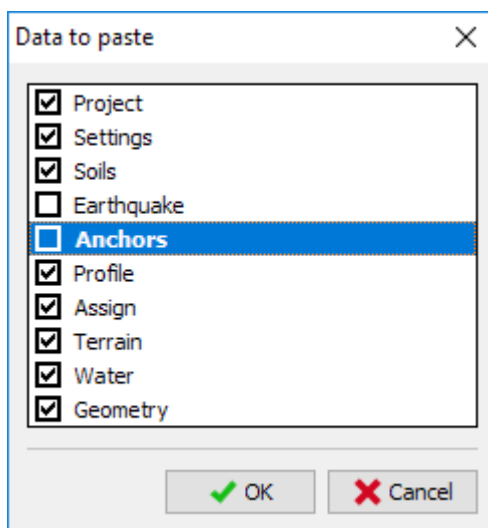 Data to paste
Project
Settings
Soils
Earthquake
Anchors
Profile
Assign
Terrain
Water
Geometry
OK Cancel